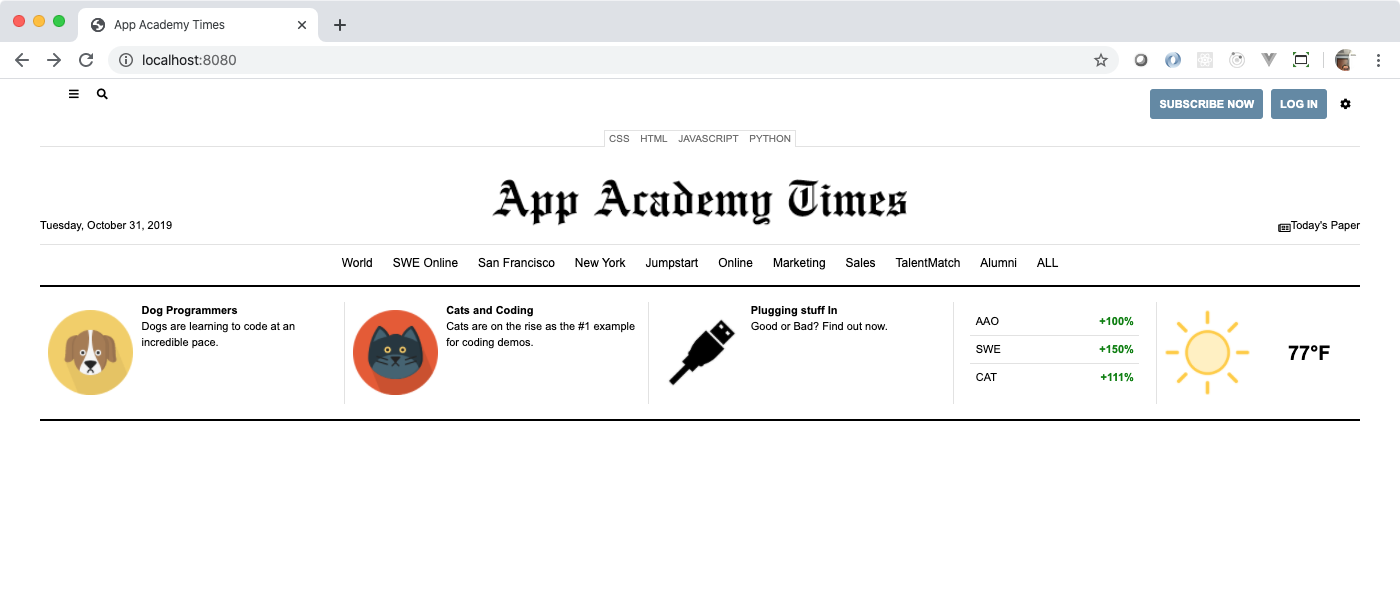 App Academy Times
localhost:8080
SUBSCRIBE NOW LOG IN
CSS HTML JAVASCRIPT PYTHON
App Academy Times
Tuesday, October 31, 2019
Today's Paper
World SWE Online San Francisco New York Jumpstart Online Marketing Sales TalentMatch Alumni ALL
Dog Programmers
Dogs are learning to code at an
incredible pace.
Cats and Coding
Cats are on the rise as the #1 example
for coding demos.
Plugging stuff In
Good or Bad? Find out now.
AAO +100%
SWE +150%
CAT +111%
77°F